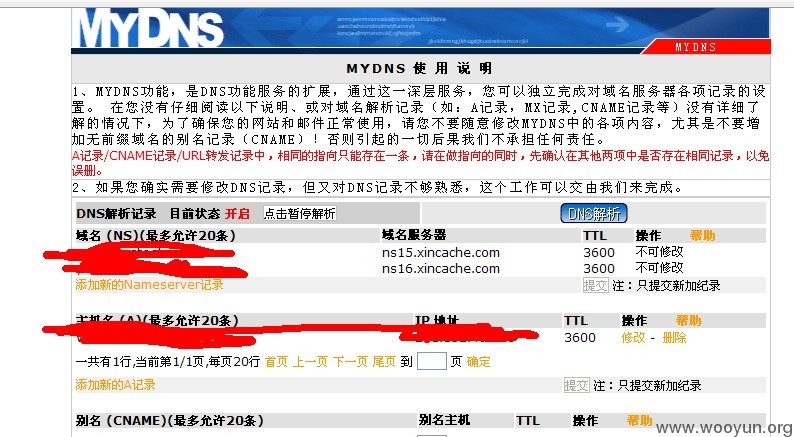 MYDNS
MYDNS
MYDNS 使用说明
1、MYDNS功能，是DNS功能服务的扩展，通过这一深层服务，您可以独立完成对域名服务器各项记录的设
置。 在您没有仔细阅读以下说明、或对域名解析记录（如：A记录，MX记录,CNAME记录等）没有详细了
解的情况下，为了确保您的网站和邮件正常使用，请您不要随意修改MYDNS中的各项内容，尤其是不要增
加无前缀域名的别名记录（CNAME）！否则引起的一切后果我们不承担任何责任。
A记录/CNAME记录/URL转发记录中，相同的指向只能存在一条，请在做指向的同时，先确认在其他两项中是否存在相同记录，以免
误删。
2、如果您确实需要修改DNS记录，但又对DNS记录不够熟悉，这个工作可以交由我们来完成。
DNS解析记录 目前状态 开启 点击暂停解析 DNS解析
域名 (NS)(最多允许20条) 域名服务器 TTL 操作 帮助
ns15.xincache.com 3600 不可修改
ns16.xincache.com 3600 不可修改
添加新的Nameserver记录 提交 注：只提交新加纪录
主机名 (A)(最多允许20条) IP 地址 TTL 操作 帮助
3600 修改 - 删除
一共有1行,当前第1/1页,每页20行 首页 上一页 下一页 尾页 到 页 确定
添加新的A记录 提交 注：只提交新加纪录
别名 (CNAME)(最多允许20条) 别名主机 TTL 操作 帮助
www.wooyun.org